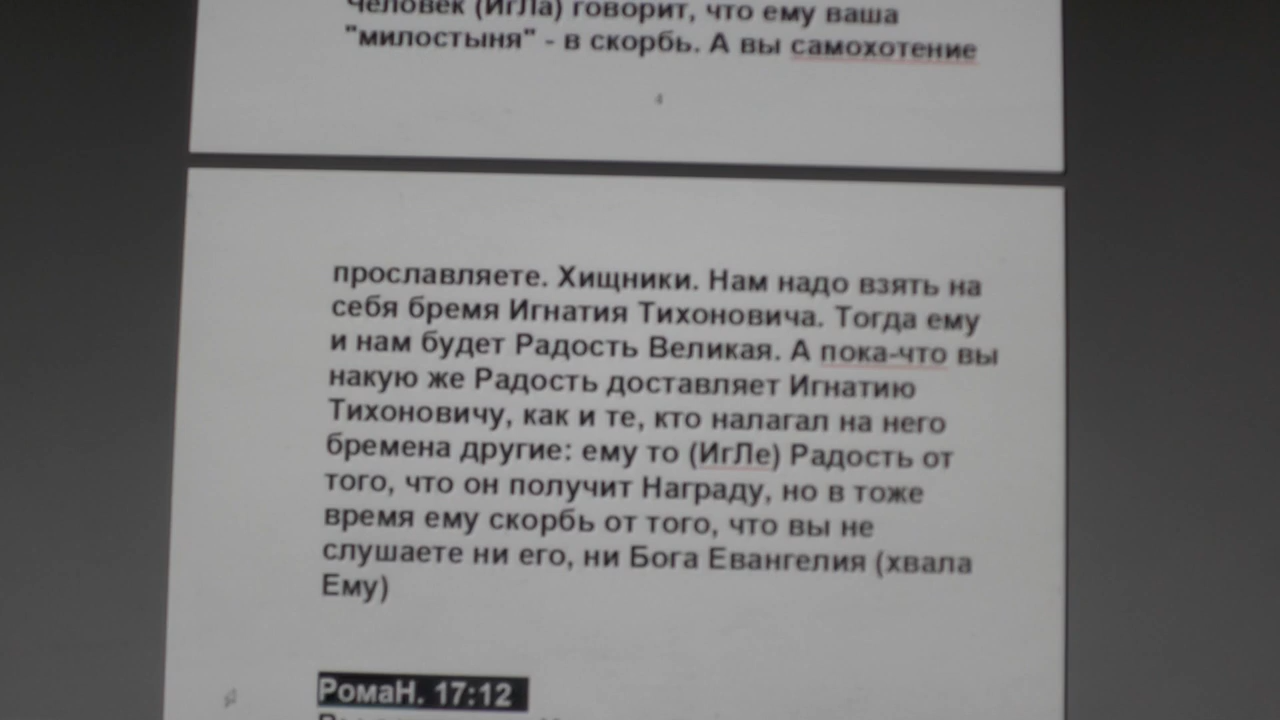 Человек (ИгЛа) говорит, что ему ваша
"милостыня" - в скорбь. А вы самохотение
4
прославляете. Хищники. Нам надо взять на
себя бремя Игнатия Тихоновича. Тогда ему
и нам будет Радость Великая. А пока-что вы
накую же Радость доставляет Игнатию
Тихоновичу, как и те, кто налагал на него
бремена другие: ему то (ИгЛе) Радость от
того, что он получит Награду, но в тоже
время ему скорбь от того, что вы не
слушаете ни его, ни Бога Евангелия (хвала
Ему)
РомаН. 17:12